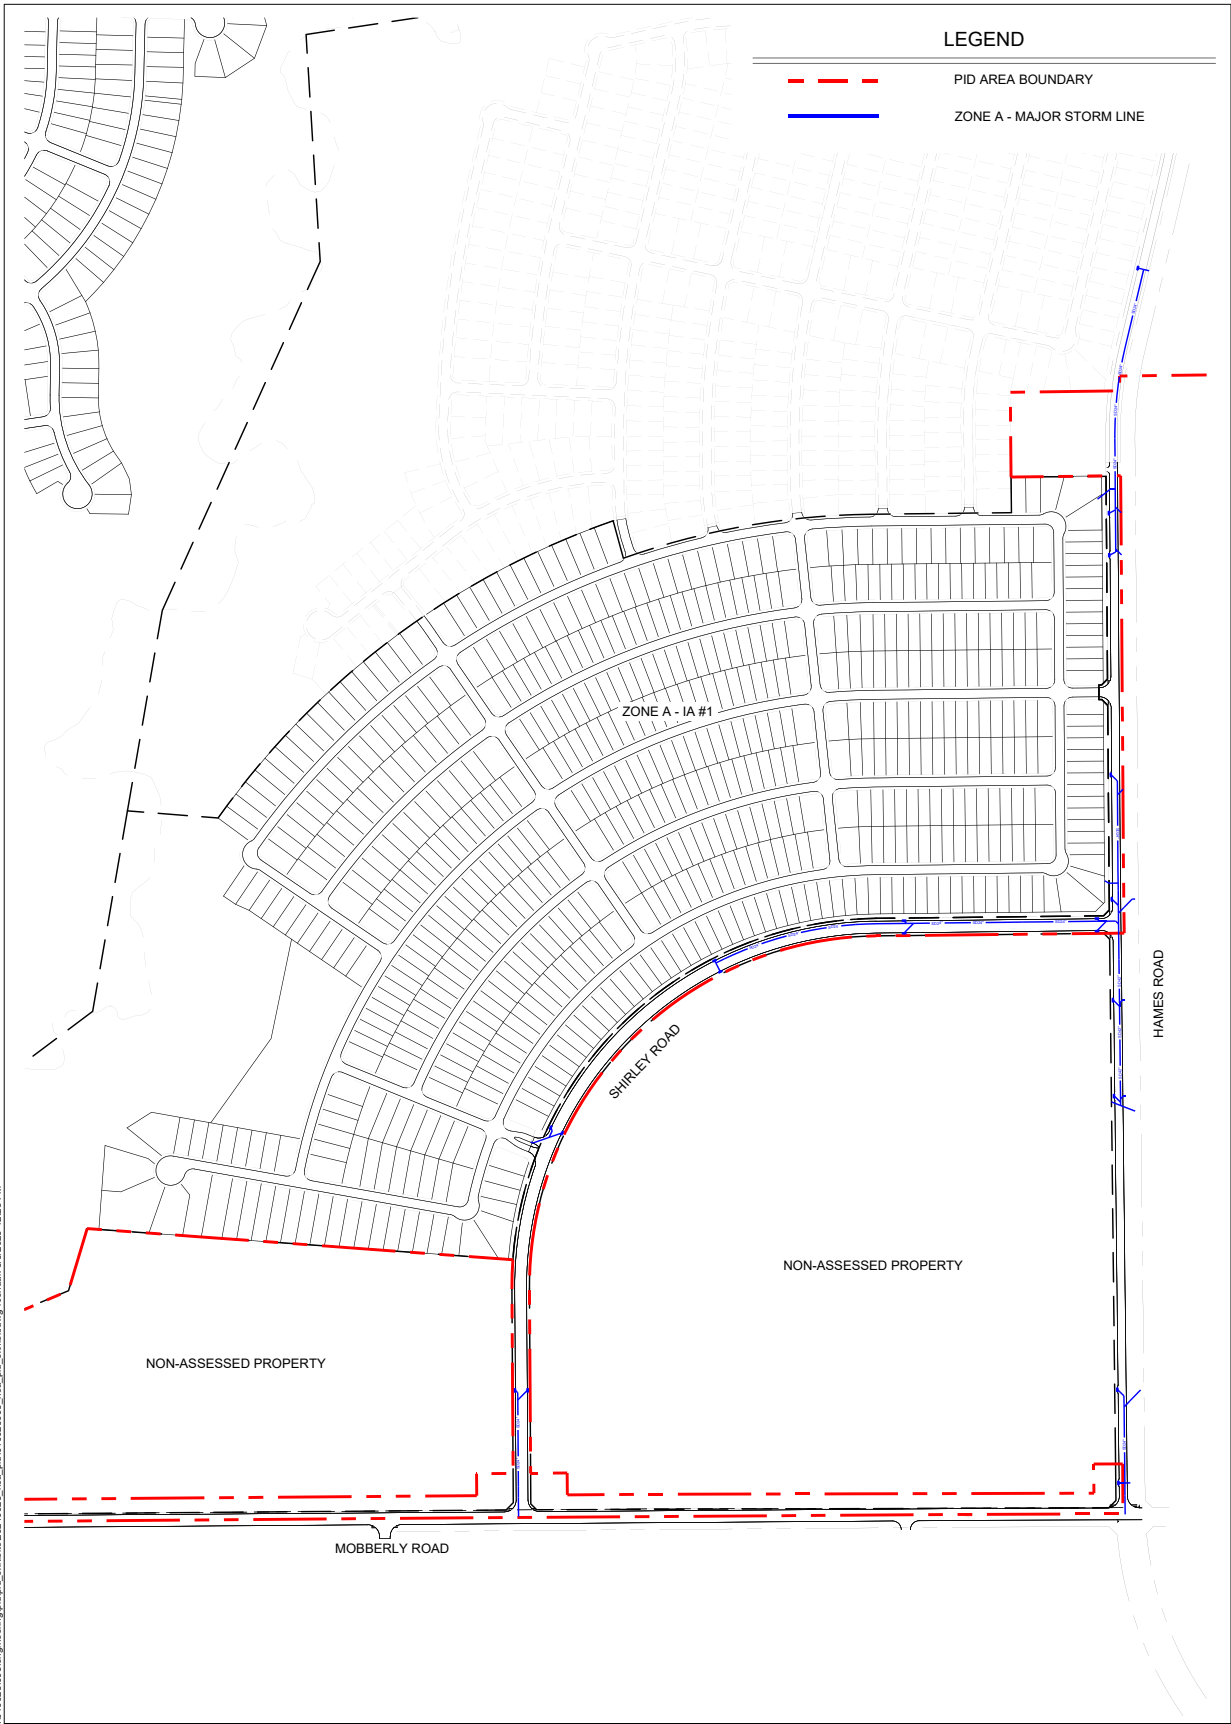 LEGEND
PID AREA BOUNDARY
ZONE A - MAJOR STORM LINE
ZONE A - IA #1
HAMES ROAD
SHIRLEY ROAD
NON-ASSESSED PROPERTY
NON-ASSESSED PROPERTY
MOBBERLY ROAD